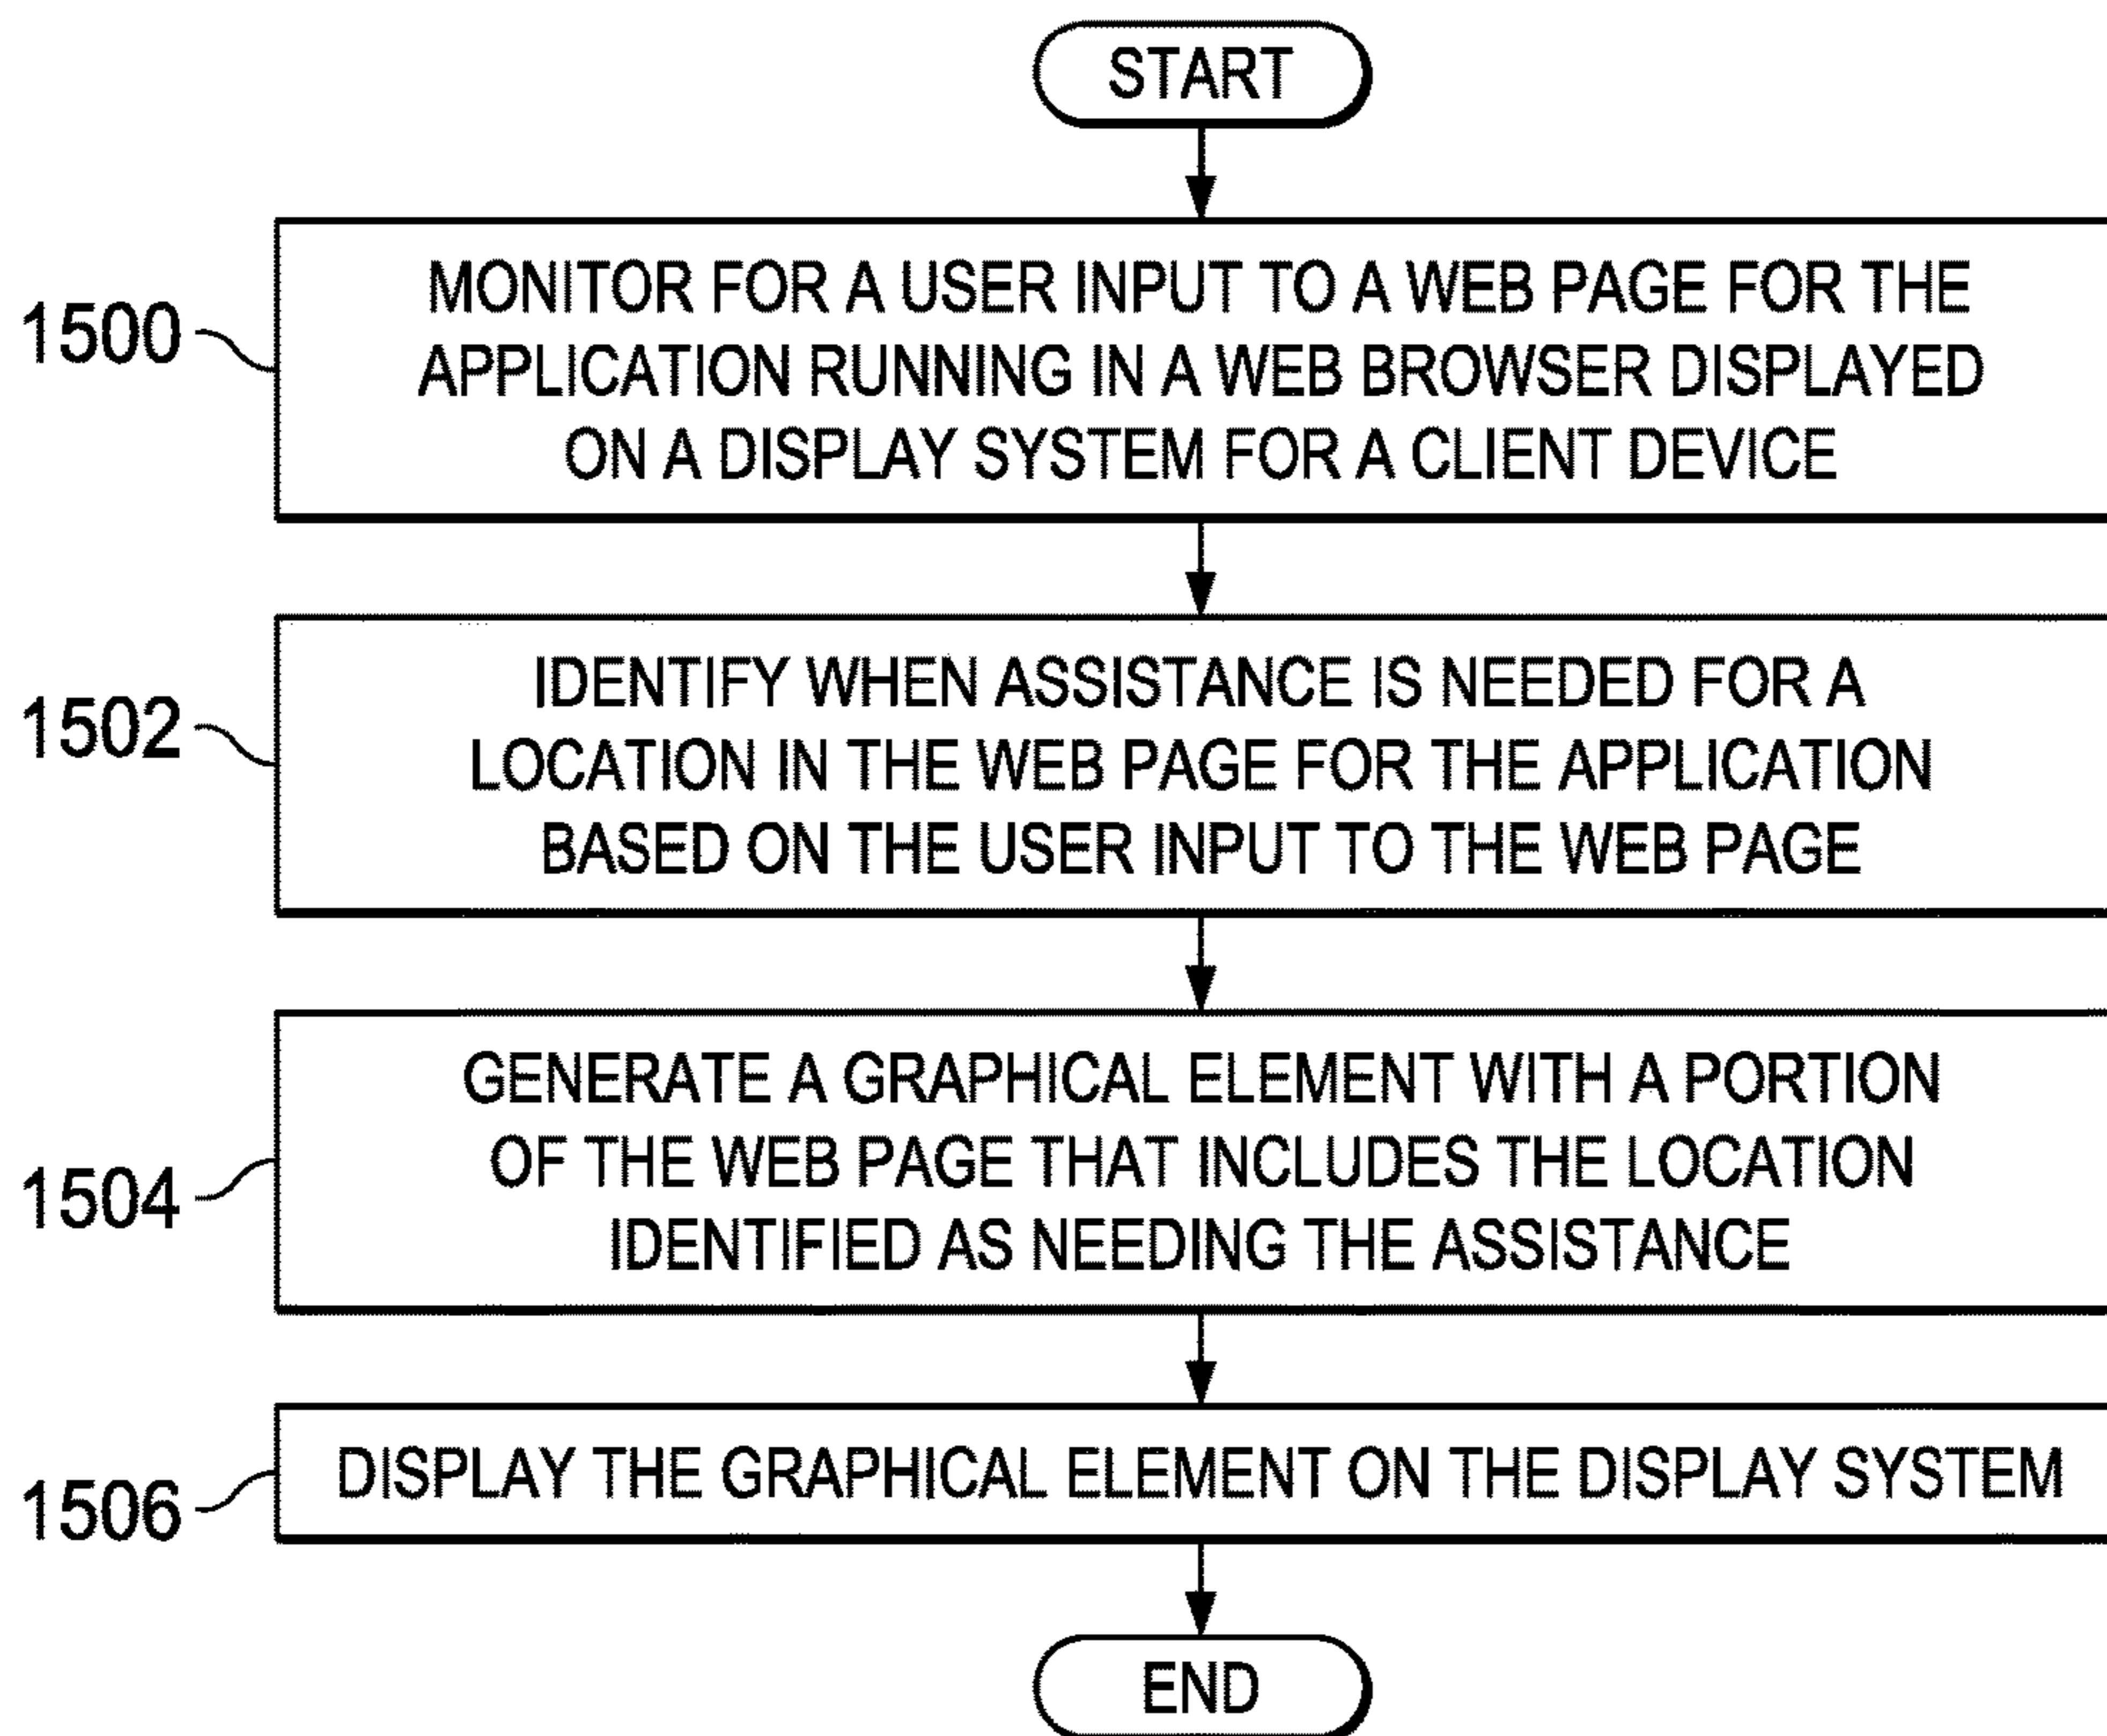 START
1500
MONITOR FOR A USER INPUT TO A WEB PAGE FOR THE
APPLICATION RUNNING IN A WEB BROWSER DISPLAYED
ON A DISPLAY SYSTEM FOR A CLIENT DEVICE
1502
IDENTIFY WHEN ASSISTANCE IS NEEDED FOR A
LOCATION IN THE WEB PAGE FOR THE APPLICATION
BASED ON THE USER INPUT TO THE WEB PAGE
1504
GENERATE A GRAPHICAL ELEMENT WITH A PORTION
OF THE WEB PAGE THAT INCLUDES THE LOCATION
IDENTIFIED AS NEEDING THE ASSISTANCE
1506
DISPLAY THE GRAPHICAL ELEMENT ON THE DISPLAY SYSTEM
END